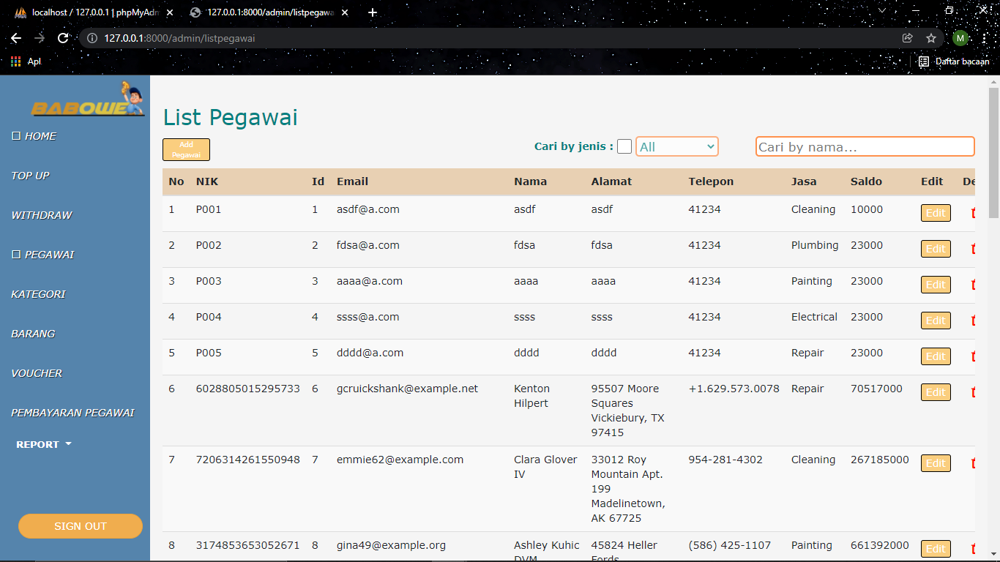 localhost / 127.0.0.1 | phpMyAdm
127.0.0.1:8000/admin/listpegawa
127.0.0.1:8000/admin/listpegawai
M
Apl
Daftar bacaan
BABOWE
HOME
TOP UP
WITHDRAW
PEGAWAI
KATEGORI
BARANG
VOUCHER
PEMBAYARAN PEGAWAI
REPORT
SIGN OUT
List Pegawai
Add
Pegawai
Cari by jenis : All
Cari by nama...
No NIK Id Email Nama Alamat Telepon Jasa Saldo Edit De
1 P001 1 asdf@a.com asdf asdf 41234 Cleaning 10000 Edit
2 P002 2 fdsa@a.com fdsa fdsa 41234 Plumbing 23000 Edit
3 P003 3 aaaa@a.com aaaa aaaa 41234 Painting 23000 Edit
4 P004 4 ssss@a.com ssss ssss 41234 Electrical 23000 Edit
5 P005 5 dddd@a.com dddd dddd 41234 Repair 23000 Edit
6 6028805015295733 6 gcruickshank@example.net Kenton 95507 Moore +1.629.573.0078 Repair 70517000 Edit
Hilpert Squares
Vickiebury, TX
97415
7 7206314261550948 7 emmie62@example.com Clara Glover 33012 Roy 954-281-4302 Cleaning 267185000 Edit
IV Mountain Apt.
199
Madelinetown,
AK 67725
8 3174853653052671 8 gina49@example.org Ashley Kuhic 45824 Heller (586) 425-1107 Painting 661392000 Edit
DVM Fords